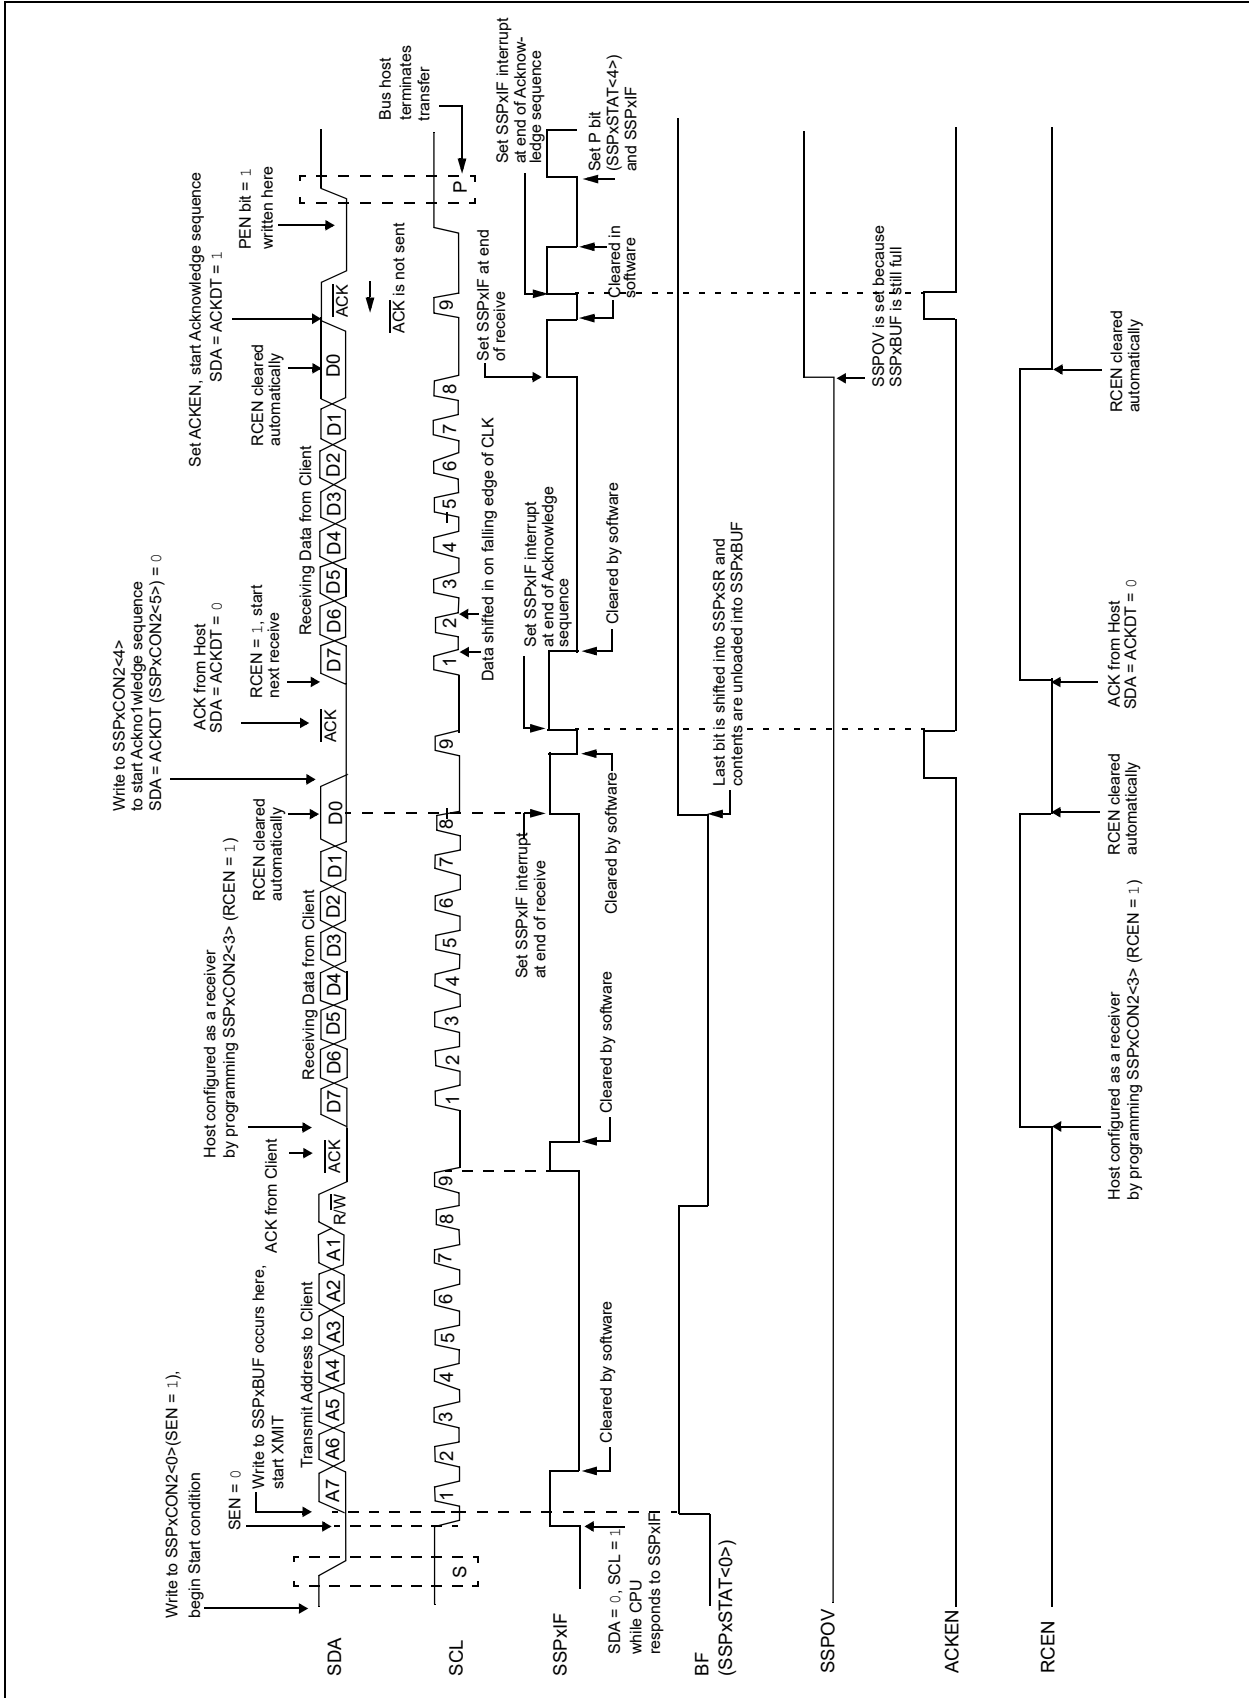 Write to SSPxCON2<0>(SEN = 1),
begin Start condition
SEN = 0
Write to SSPxBUF occurs here,
start XMIT
ACK from Client
Host configured as a receiver
by programming SSPxCON2<3> (RCEN = 1)
RCEN cleared
automatically
Write to SSPxCON2<4>
to start Ackno1wledge sequence
SDA = ACKDT (SSPxCON2<5>) = 0
ACK from Host
SDA = ACKDT = 0
RCEN = 1, start
next receive
RCEN cleared
automatically
Set ACKEN, start Acknowledge sequence
SDA = ACKDT = 1
PEN bit = 1
written here
Transmit Address to Client
Receiving Data from Client
Receiving Data from Client
SDA
A7 A6 A5 A4 A3 A2 A1 R/W ACK
D7 D6 D5 D4 D3 D2 D1 D0 ACK
D7 D6 D5 D4 D3 D2 D1 D0 ACK
ACK is not sent
Bus host
terminates
transfer
SCL
S 1 2 3 4 5 6 7 8 9
1 2 3 4 5 6 7 8 9
1 2 3 4 5 6 7 8 9 P
Data shifted in on falling edge of CLK
Set SSPxIF interrupt
at end of receive
Set SSPxIF interrupt
at end of Acknowledge
sequence
Set SSPxIF at end
of receive
Set SSPxIF interrupt
at end of Acknow-
ledge sequence
SSPxIF
SDA = 0, SCL = 1
while CPU
responds to SSPxIF
Cleared by software
Cleared by software
Cleared by software
Cleared by software
Cleared in
software
Set P bit
(SSPxSTAT<4>)
and SSPxIF
BF
(SSPxSTAT<0>)
Last bit is shifted into SSPxSR and
contents are unloaded into SSPxBUF
SSPOV
SSPOV is set because
SSPxBUF is still full
ACKEN
RCEN
Host configured as a receiver
by programming SSPxCON2<3> (RCEN = 1)
RCEN cleared
automatically
ACK from Host
SDA = ACKDT = 0
RCEN cleared
automatically